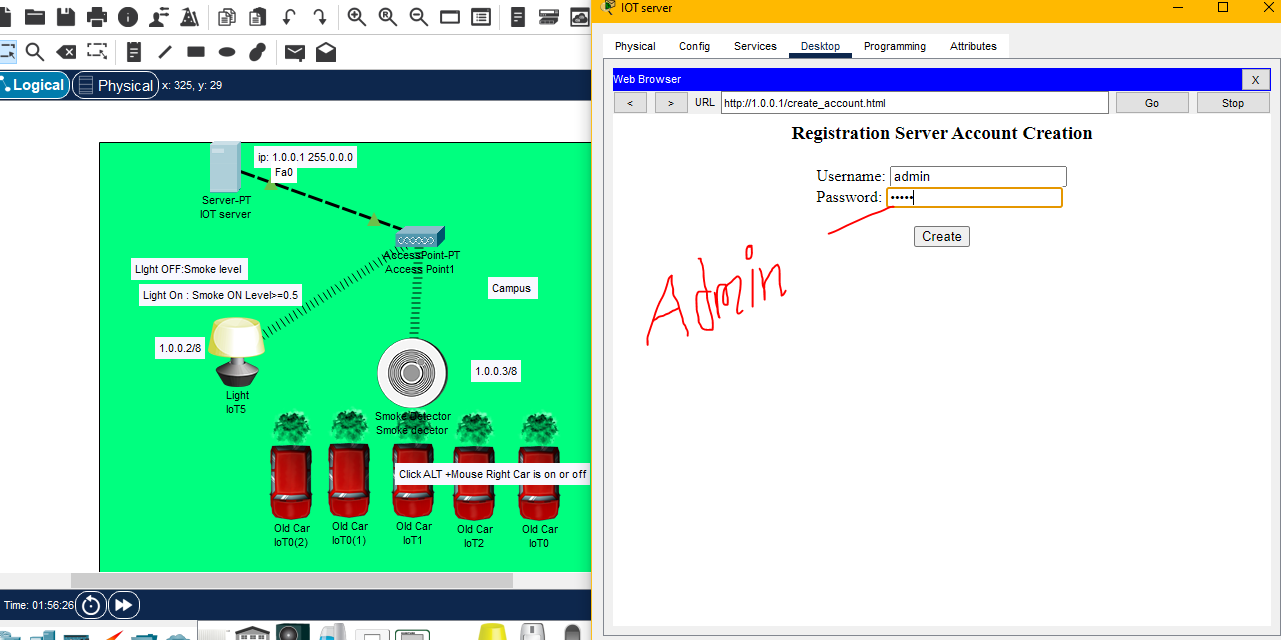 IOT server
Physical Config Services Desktop Programming Attributes
Web Browser X
< > URL http://1.0.0.1/create_account.html Go Stop
Registration Server Account Creation
Username: admin
Password: •••••
Create
Admin
Logical Physical x: 325, y: 29
ip: 1.0.0.1 255.0.0.0
Fa0
Server-PT
IOT server
AccessPoint-PT
Access Point1
LIght OFF:Smoke level
Light On : Smoke ON Level>=0.5
Campus
1.0.0.2/8
1.0.0.3/8
Light
IoT5
Smoke Detector
Smoke decetor
Click ALT +Mouse Right Car is on or off
Old Car
IoT0(2)
Old Car
IoT0(1)
Old Car
IoT1
Old Car
IoT2
Old Car
IoT0
Time: 01:56:26